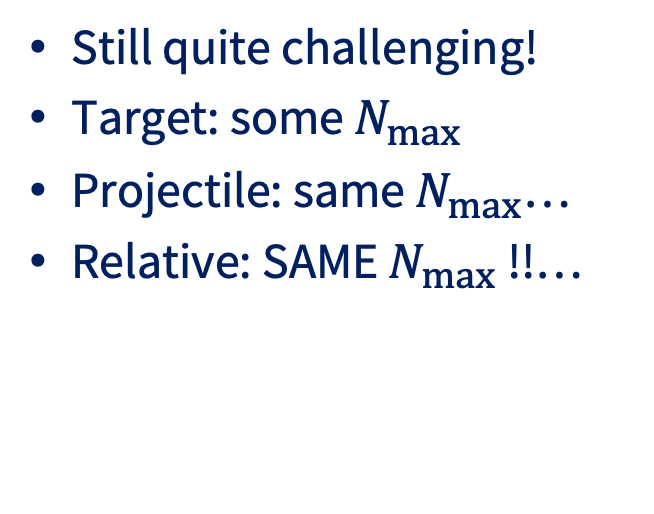 • Still quite challenging!
• Target: some N_max
• Projectile: same N_max…
• Relative: SAME N_max !!…